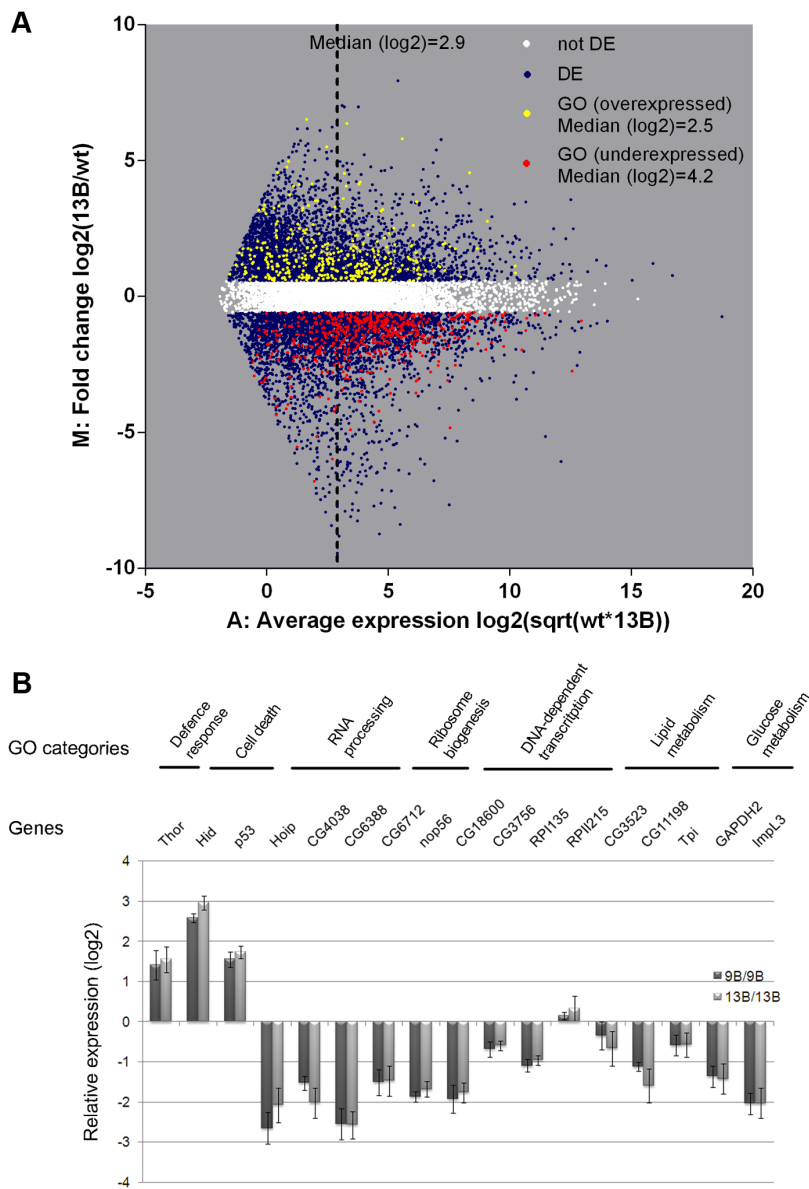 A
10
5
0
-5
-10
M: Fold change log2(13B/wt)
Median (log2)=2.9
not DE
DE
GO (overexpressed)
Median (log2)=2.5
GO (underexpressed)
Median (log2)=4.2
-5
0
5
10
15
20
A: Average expression log2(sqrt(wt*13B))
B
GO categories
Defence
response
Cell death
RNA
processing
Ribosome
biogenesis
DNA-dependent
transcritption
Lipid
metabolism
Glucose
metabolism
Genes
Thor
Hid
p53
Hoip
CG4038
CG6388
CG6712
nop56
CG18600
CG3756
RPI135
RPII215
CG3523
CG11198
Tpi
GAPDH2
ImpL3
Relative expression (log2)
4
3
2
1
0
-1
-2
-3
-4
9B/9B
13B/13B